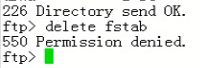 226 Directory send OK.
ftp> delete fstab
550 Permission denied.
ftp>